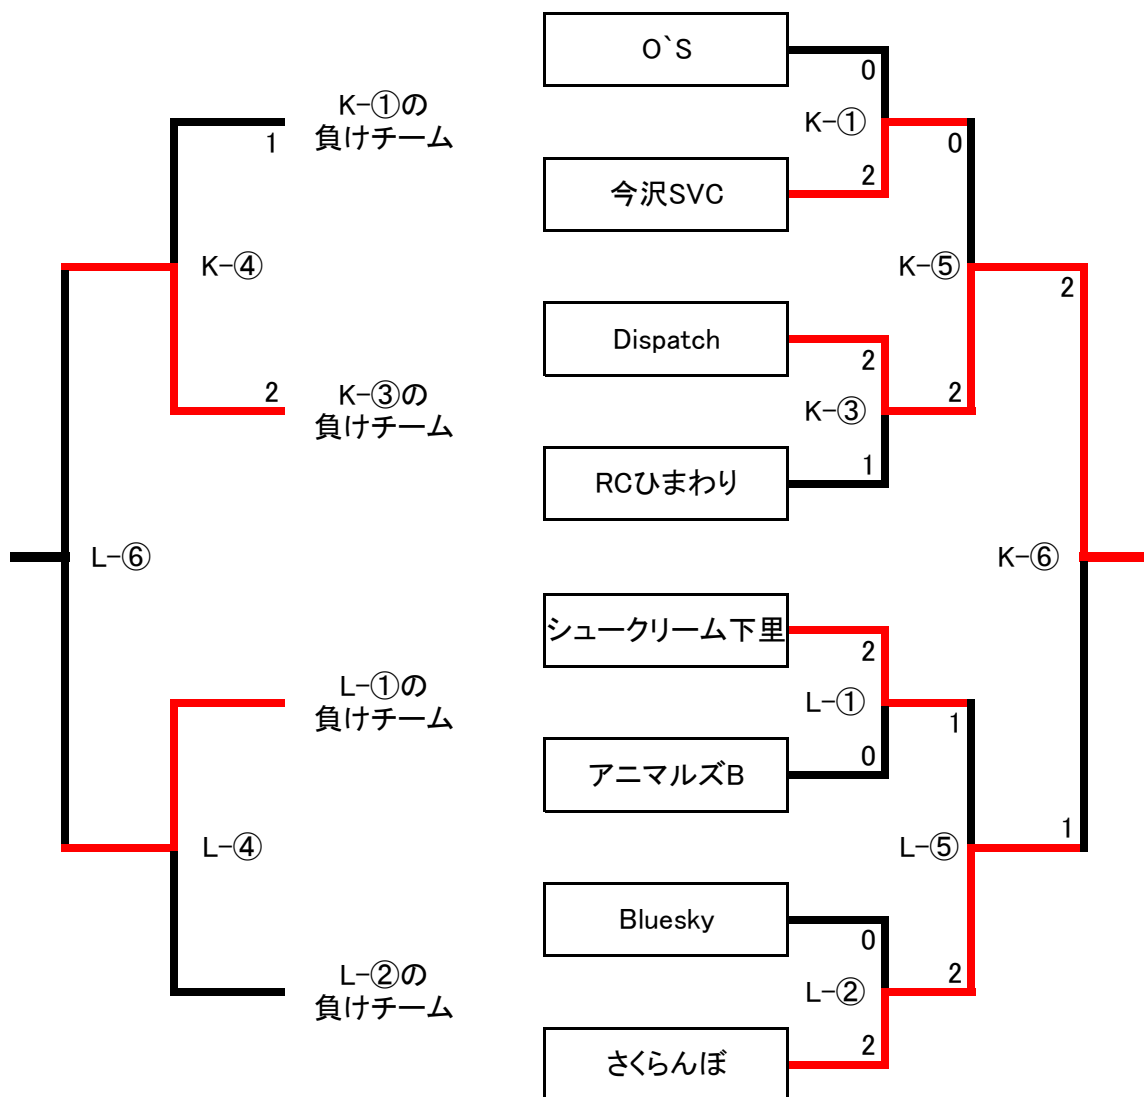 O`S
0
K-①の
負けチーム
1
K-①
0
2
今沢SVC
K-④
K-⑤
2
Dispatch
2
2
K-③の
負けチーム
K-③
2
1
RCひまわり
L-⑥
K-⑥
シュークリーム下里
2
L-①の
負けチーム
L-①
1
0
アニマルズB
L-④
L-⑤
1
Bluesky
0
L-②の
負けチーム
L-②
2
2
さくらんぼ